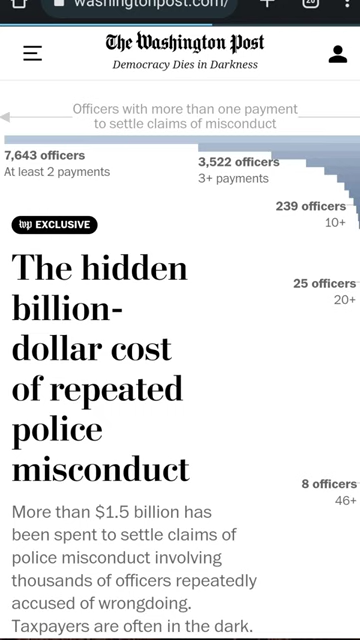 washingtonpost.com/
20
The Washington Post
Democracy Dies in Darkness
Officers with more than one payment
to settle claims of misconduct
7,643 officers
At least 2 payments
3,522 officers
3+ payments
239 officers
10+
wp EXCLUSIVE
25 officers
20+
The hidden
billion-
dollar cost
of repeated
police
misconduct
8 officers
46+
More than $1.5 billion has
been spent to settle claims of
police misconduct involving
thousands of officers repeatedly
accused of wrongdoing.
Taxpayers are often in the dark.